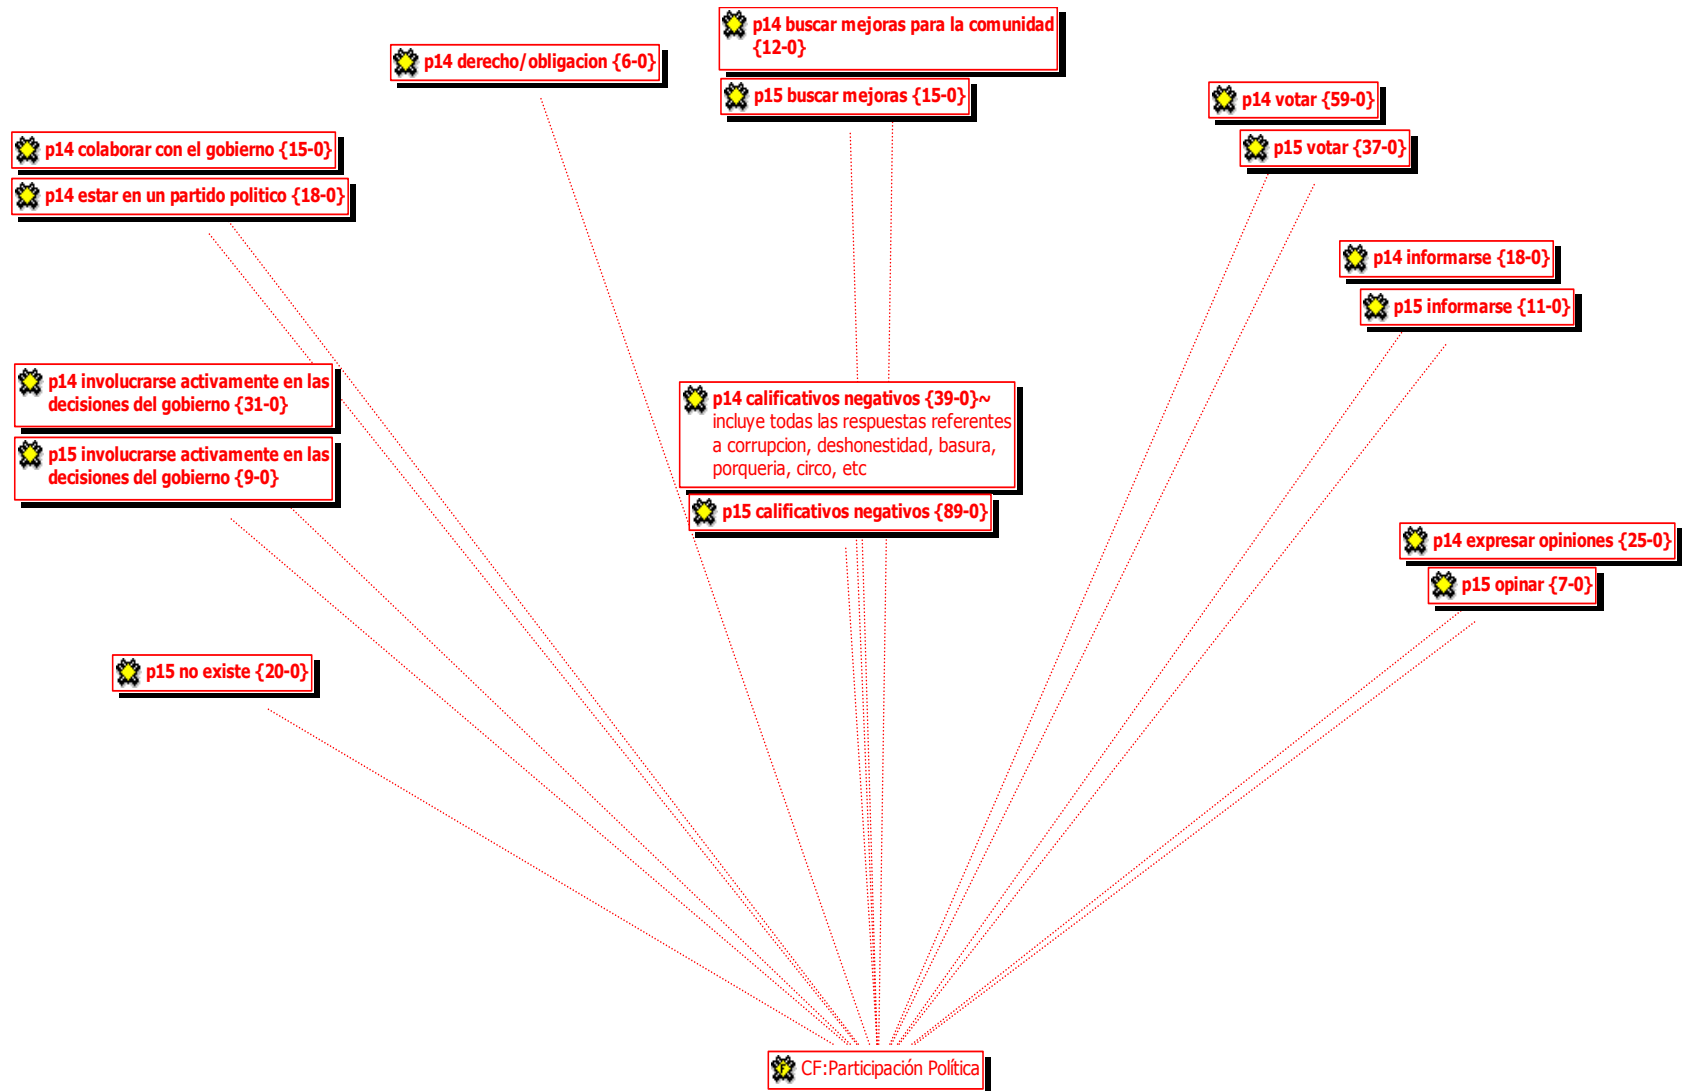 p14 buscar mejoras para la comunidad
{12-0}
p14 derecho/obligacion {6-0}
p15 buscar mejoras {15-0}
p14 votar {59-0}
p15 votar {37-0}
p14 colaborar con el gobierno {15-0}
p14 estar en un partido politico {18-0}
p14 informarse {18-0}
p15 informarse {11-0}
p14 involucrarse activamente en las
decisiones del gobierno {31-0}
p15 involucrarse activamente en las
decisiones del gobierno {9-0}
p14 calificativos negativos {39-0}~
incluye todas las respuestas referentes
a corrupcion, deshonestidad, basura,
porqueria, circo, etc
p15 calificativos negativos {89-0}
p14 expresar opiniones {25-0}
p15 opinar {7-0}
p15 no existe {20-0}
CF:Participación Política